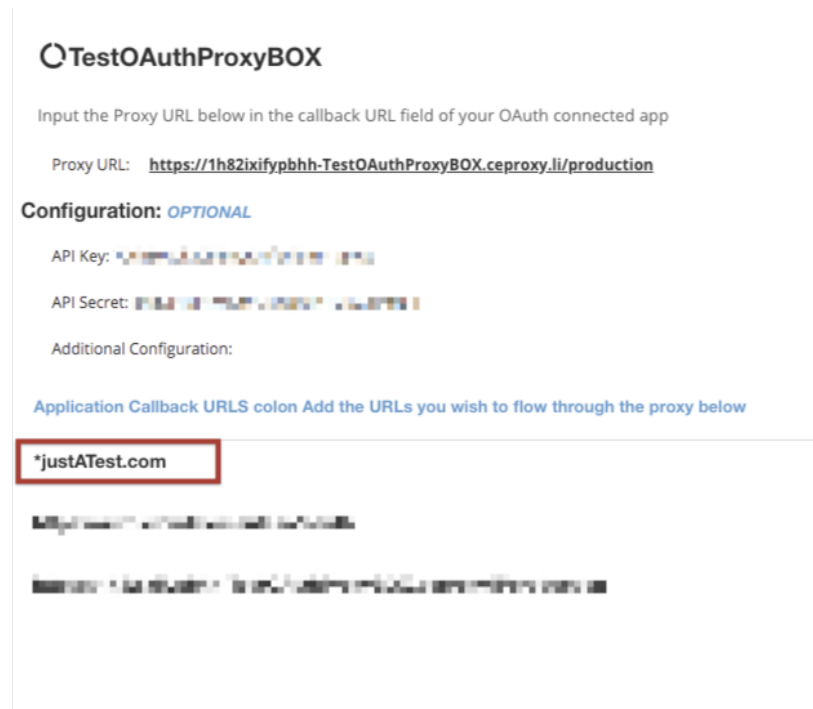 TestOAuthProxyBOX
Input the Proxy URL below in the callback URL field of your OAuth connected app
Proxy URL: https://1h82ixifypbhh-TestOAuthProxyBOX.ceproxy.li/production
Configuration: OPTIONAL
API Key:
API Secret:
Additional Configuration:
Application Callback URLS colon Add the URLs you wish to flow through the proxy below
*justATest.com